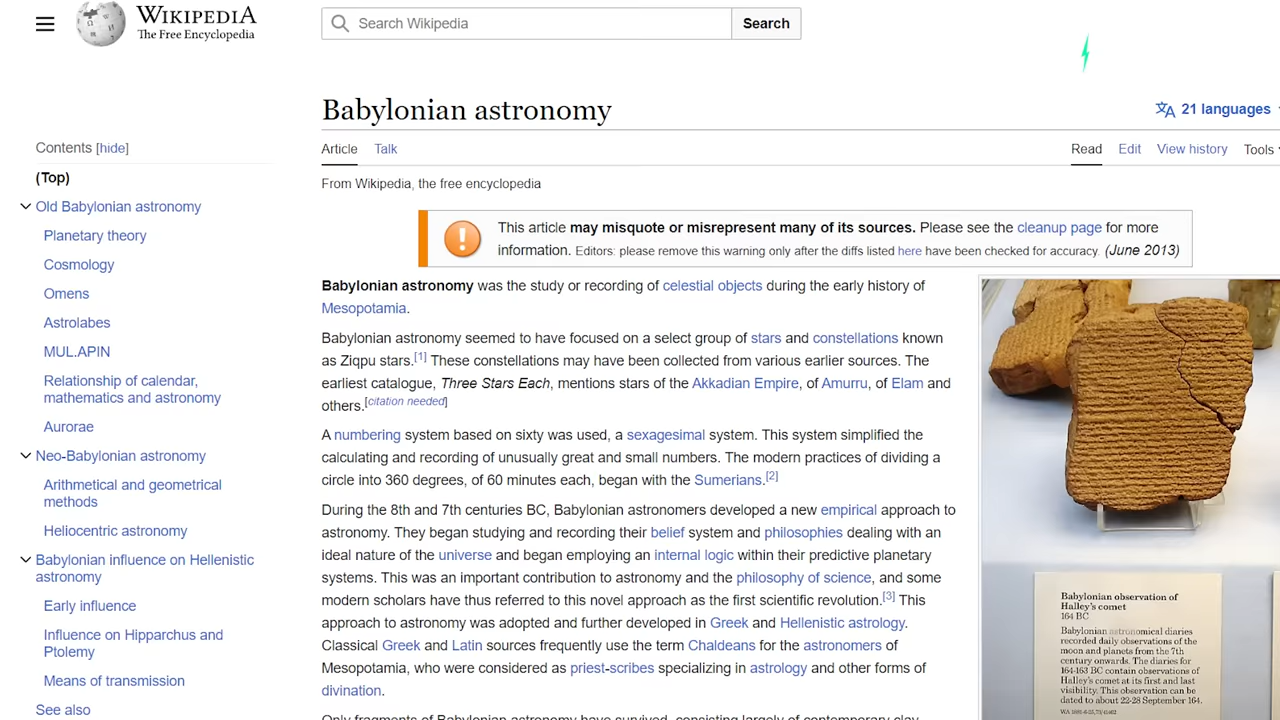 WIKIPEDIA
The Free Encyclopedia
Search Wikipedia
Search
Babylonian astronomy
21 languages
Contents [hide]
Article Talk
Read Edit View history Tools
(Top)
From Wikipedia, the free encyclopedia
Old Babylonian astronomy
Planetary theory
Cosmology
Omens
Astrolabes
MUL.APIN
Relationship of calendar,
mathematics and astronomy
Aurorae
Neo-Babylonian astronomy
Arithmetical and geometrical
methods
Heliocentric astronomy
Babylonian influence on Hellenistic
astronomy
Early influence
Influence on Hipparchus and
Ptolemy
Means of transmission
See also
This article may misquote or misrepresent many of its sources. Please see the cleanup page for more
information. Editors: please remove this warning only after the diffs listed here have been checked for accuracy. (June 2013)
Babylonian astronomy was the study or recording of celestial objects during the early history of
Mesopotamia.
Babylonian astronomy seemed to have focused on a select group of stars and constellations known
as Ziqpu stars.[1] These constellations may have been collected from various earlier sources. The
earliest catalogue, Three Stars Each, mentions stars of the Akkadian Empire, of Amurru, of Elam and
others.[citation needed]
A numbering system based on sixty was used, a sexagesimal system. This system simplified the
calculating and recording of unusually great and small numbers. The modern practices of dividing a
circle into 360 degrees, of 60 minutes each, began with the Sumerians.[2]
During the 8th and 7th centuries BC, Babylonian astronomers developed a new empirical approach to
astronomy. They began studying and recording their belief system and philosophies dealing with an
ideal nature of the universe and began employing an internal logic within their predictive planetary
systems. This was an important contribution to astronomy and the philosophy of science, and some
modern scholars have thus referred to this novel approach as the first scientific revolution.[3] This
approach to astronomy was adopted and further developed in Greek and Hellenistic astrology.
Classical Greek and Latin sources frequently use the term Chaldeans for the astronomers of
Mesopotamia, who were considered as priest-scribes specializing in astrology and other forms of
divination.
Only fragments of Babylonian astronomy have survived, consisting largely of contemporary clay
Babylonian observation of
Halley's comet
164 BC
Babylonian astronomical diaries
recorded daily observations of the
moon and planets from the 7th
century onwards. The diaries for
164-163 BC contain observations of
Halley's comet at its first and last
visibility. This observation can be
dated to about 22-28 September 164.